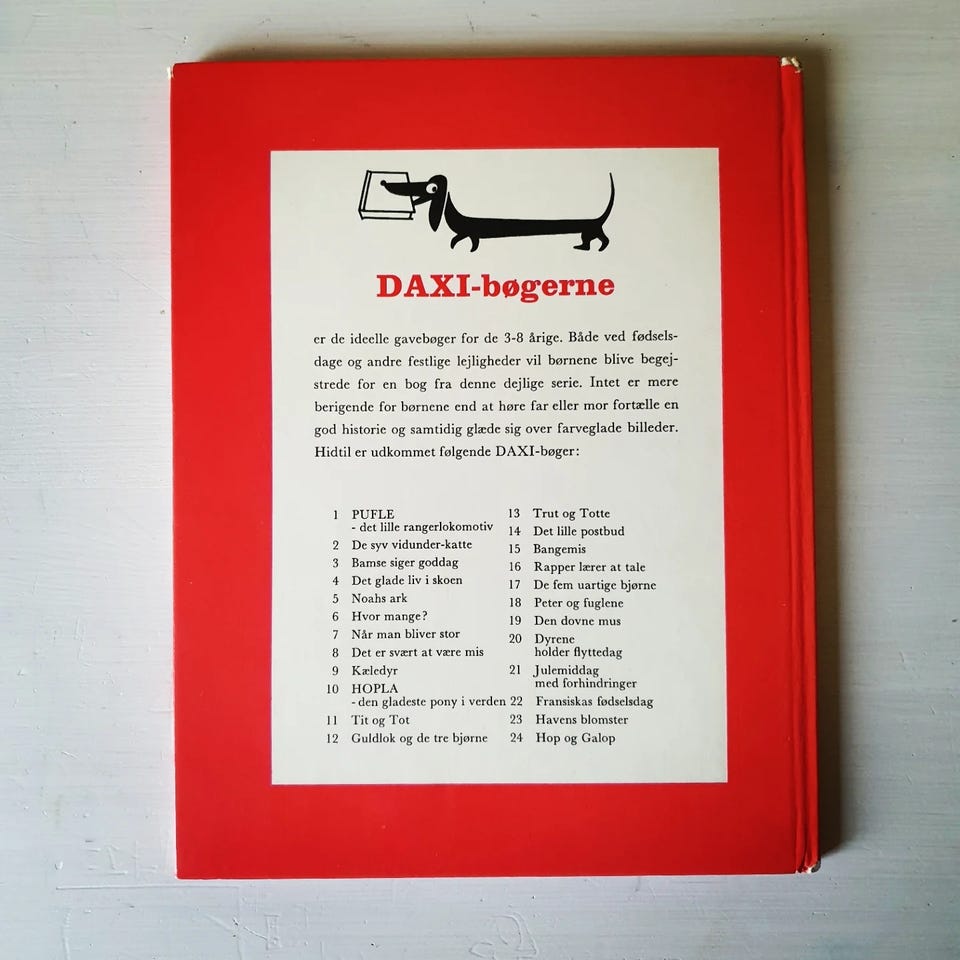 DAXI-bøgerne
er de ideelle gavebøger for de 3-8 årige. Både ved fødsels-
dage og andre festlige lejligheder vil børnene blive begej-
strede for en bog fra denne dejlige serie. Intet er mere
berigende for børnene end at høre far eller mor fortælle en
god historie og samtidig glæde sig over farveglade billeder.
Hidtil er udkommet følgende DAXI-bøger:
1 PUFLE
- det lille rangerlokomotiv
2 De syv vidunder-katte
3 Bamse siger goddag
4 Det glade liv i skoen
5 Noahs ark
6 Hvor mange?
7 Når man bliver stor
8 Det er svært at være mis
9 Kæledyr
10 HOPLA
- den gladeste pony i verden
11 Tit og Tot
12 Guldlok og de tre bjørne
13 Trut og Totte
14 Det lille postbud
15 Bangemis
16 Rapper lærer at tale
17 De fem uartige bjørne
18 Peter og fuglene
19 Den dovne mus
20 Dyrene
holder flyttedag
21 Julemiddag
med forhindringer
22 Fransiskas fødselsdag
23 Havens blomster
24 Hop og Galop